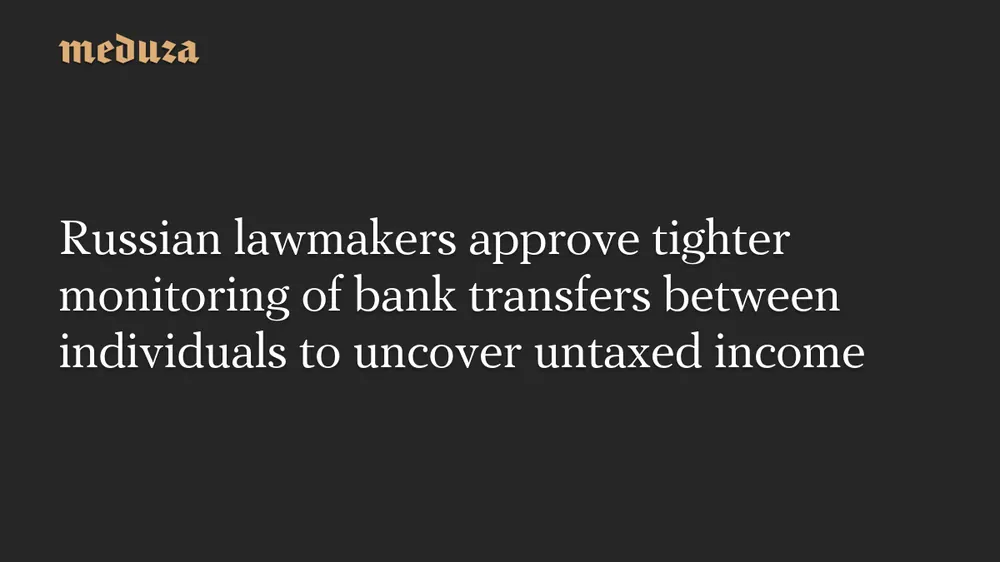 meduza
Russian lawmakers approve tighter
monitoring of bank transfers between
individuals to uncover untaxed income